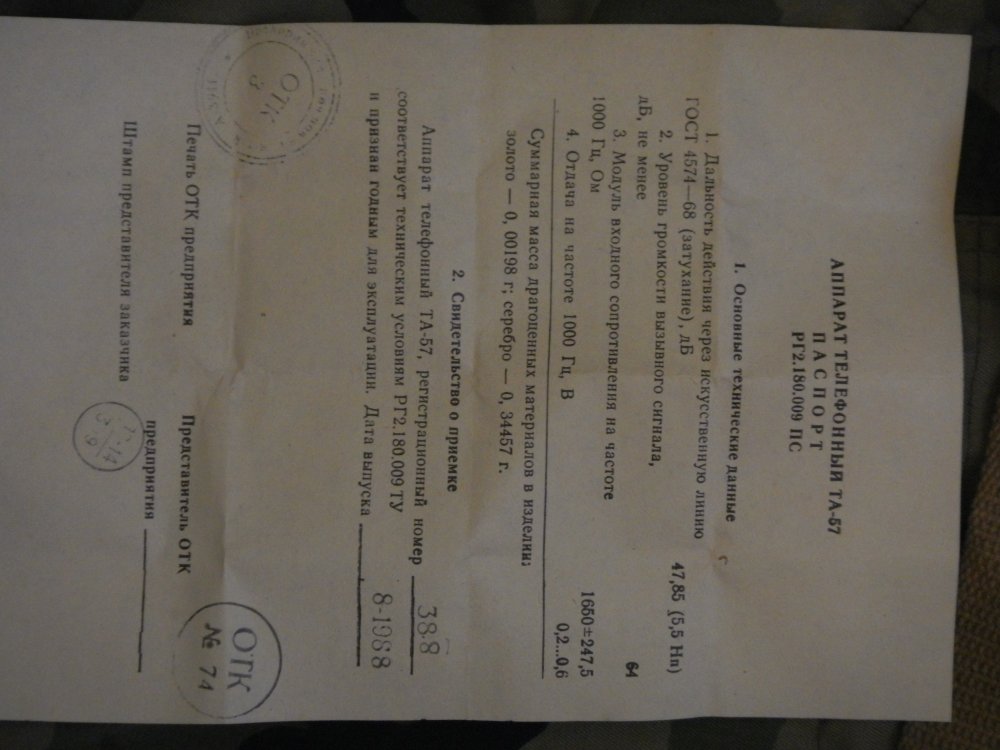 АППАРАТ ТЕЛЕФОННЫЙ ТА-57
ПАСПОРТ
РГ2.180.009 ПС
1. Основные технические данные
1. Дальность действия через искусственную линию
ГОСТ 4574—68 (затухание), дБ 47,85 (5,5 Нп)
2. Уровень громкости вызывного сигнала,
дБ, не менее 64
3. Модуль входного сопротивления на частоте
1000 Гц, Ом 1650±247,5
4. Отдача на частоте 1000 Гц, В 0,2...0,6
Суммарная масса драгоценных материалов в изделии:
золото — 0, 00198 г; серебро — 0, 34457 г.
2. Свидетельство о приемке
Аппарат телефонный ТА-57, регистрационный номер 388
соответствует техническим условиям РГ2.180.009 ТУ
и признан годным для эксплуатации. Дата выпуска 8-1988
Печать ОТК предприятия Представитель ОТК
предприятия
Штамп представителя заказчика
ОТК
ОТК
№ 74